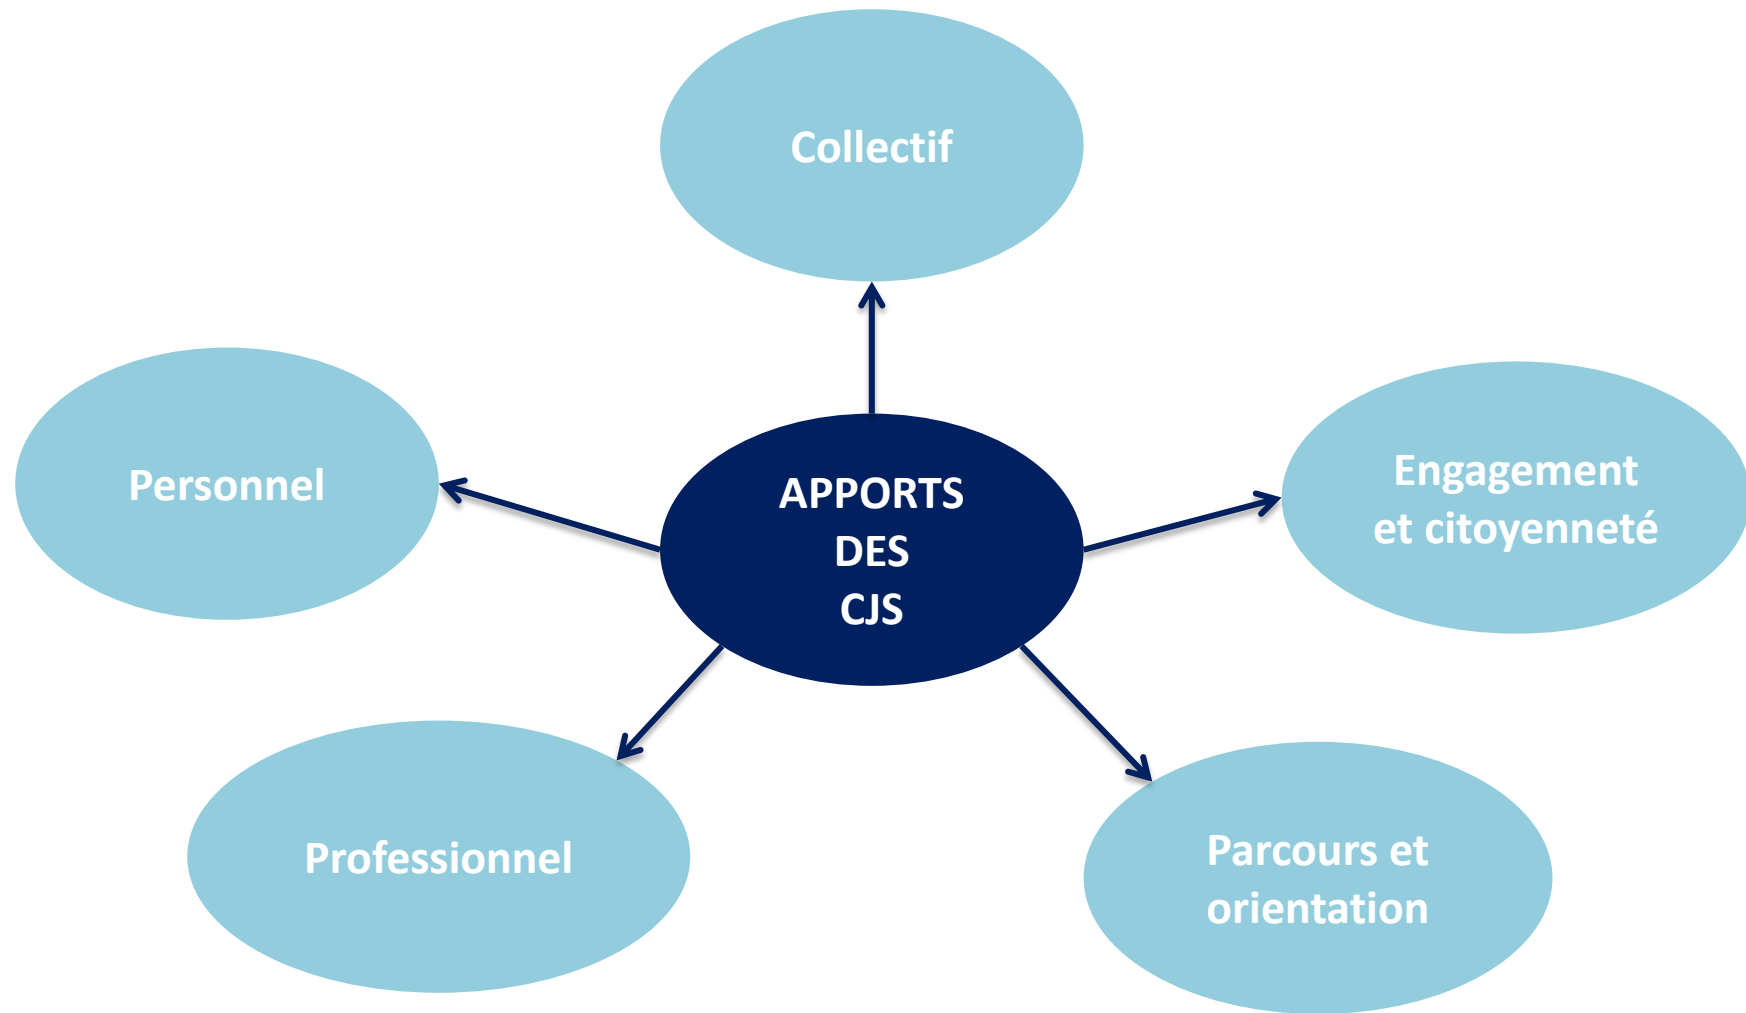 Collectif
Personnel
APPORTS
DES
CJS
Engagement
et citoyenneté
Professionnel
Parcours et
orientation